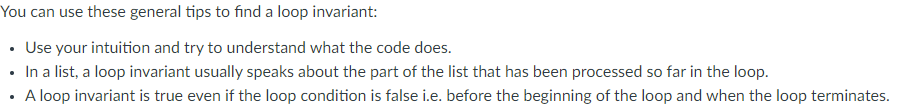 You can use these general tips to find a loop invariant:
• Use your intuition and try to understand what the code does.
• In a list, a loop invariant usually speaks about the part of the list that has been processed so far in the loop.
• A loop invariant is true even if the loop condition is false i.e. before the beginning of the loop and when the loop terminates.